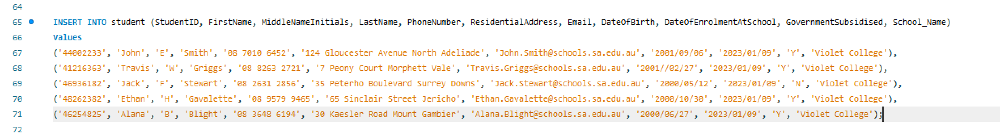 64
65 INSERT INTO student (StudentID, FirstName, MiddleNameInitials, LastName, PhoneNumber, ResidentialAddress, Email, DateOfBirth, DateOfEnrolmentAtSchool, GovernmentSubsidised, School_Name)
66 Values
67 ('44002233', 'John', 'E', 'Smith', '08 7010 6452', '124 Gloucester Avenue North Adeliade', 'John.Smith@schools.sa.edu.au', '2001/09/06', '2023/01/09', 'Y', 'Violet College'),
68 ('41216363', 'Travis', 'W', 'Griggs', '08 8263 2721', '7 Peony Court Morphett Vale', 'Travis.Griggs@schools.sa.edu.au', '2001//02/27', '2023/01/09', 'Y', 'Violet College'),
69 ('46936182', 'Jack', 'F', 'Stewart', '08 2631 2856', '35 Peterho Boulevard Surrey Downs', 'Jack.Stewart@schools.sa.edu.au', '2000/05/12', '2023/01/09', 'N', 'Violet College'),
70 ('48262382', 'Ethan', 'H', 'Gavalette', '08 9579 9465', '65 Sinclair Street Jericho', 'Ethan.Gavalette@schools.sa.edu.au', '2000/10/30', '2023/01/09', 'Y', 'Violet College'),
71 ('46254825', 'Alana', 'B', 'Blight', '08 3648 6194', '30 Kaesler Road Mount Gambier', 'Alana.Blight@schools.sa.edu.au', '2000/06/27', '2023/01/09', 'Y', 'Violet College');
72